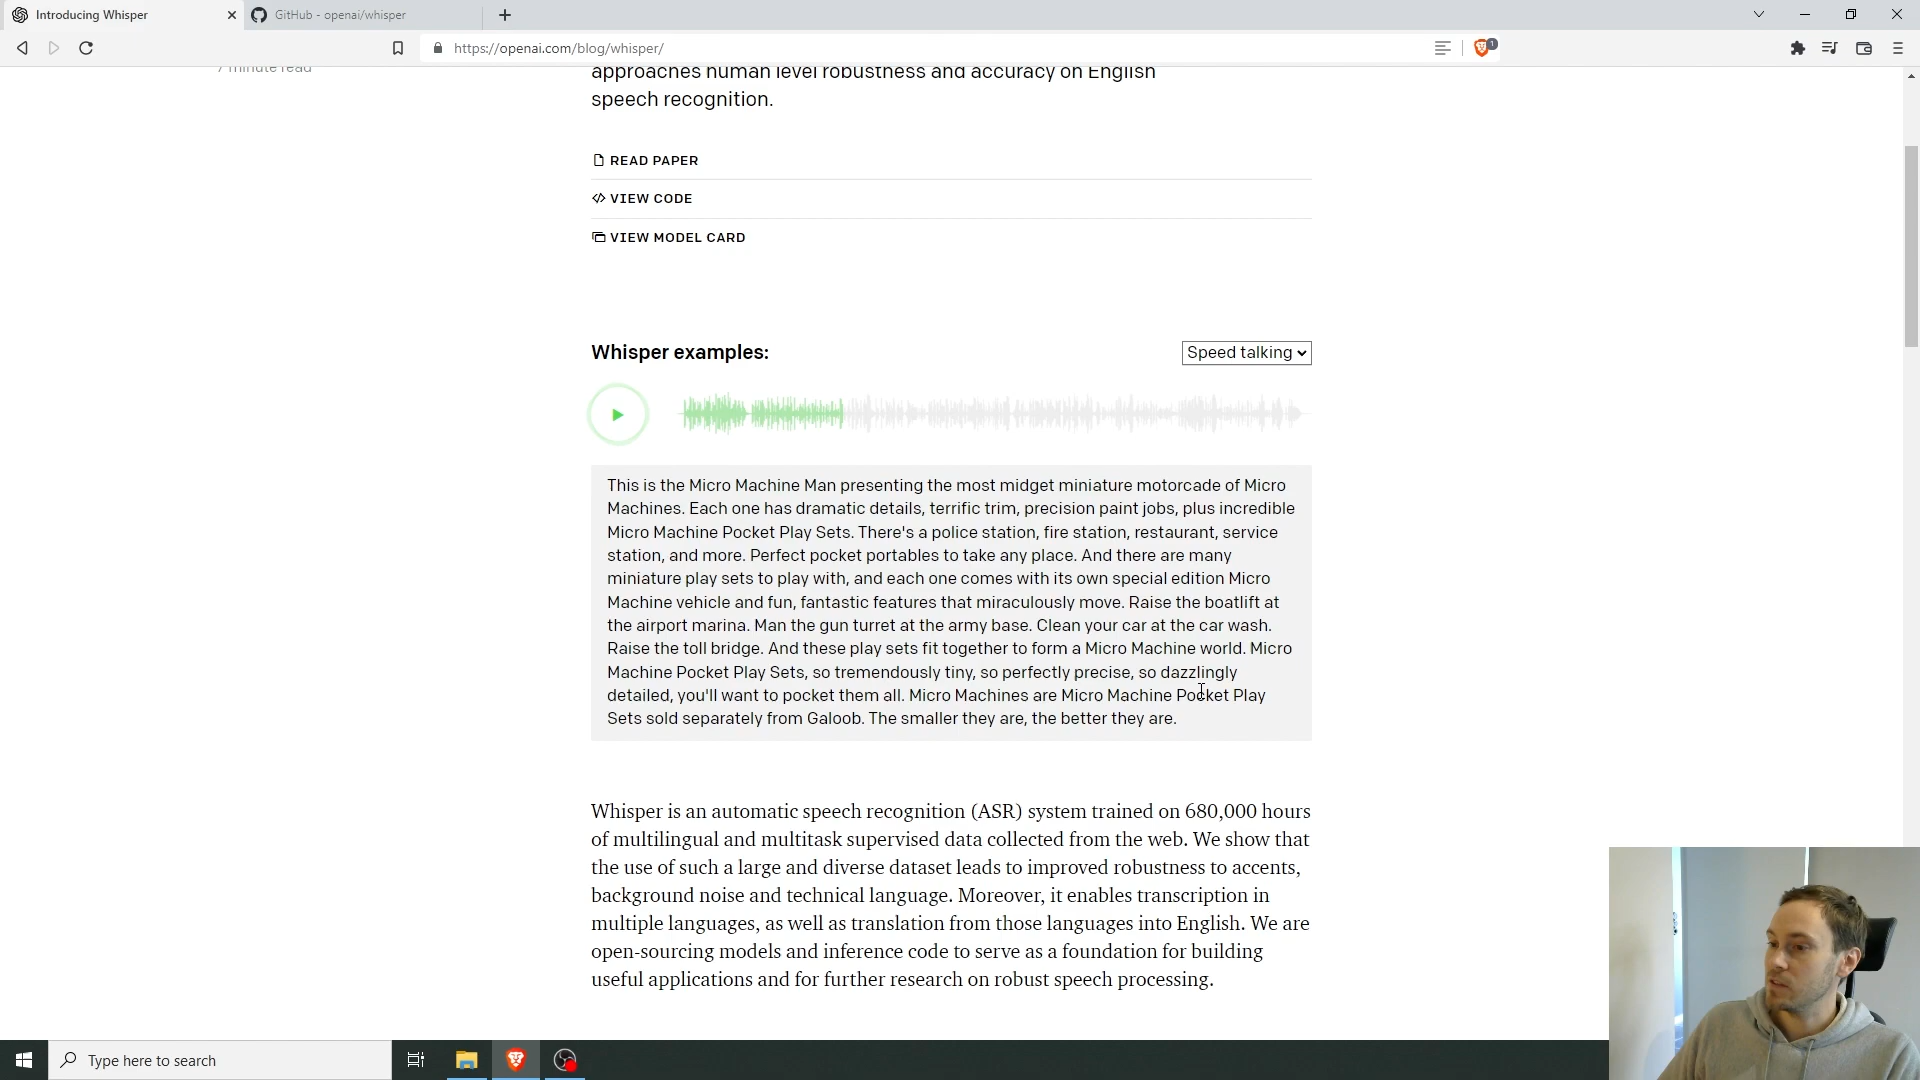 Introducing Whisper
GitHub - openai/whisper
https://openai.com/blog/whisper/
1
7 minute read
approaches human level robustness and accuracy on English
speech recognition.
READ PAPER
</> VIEW CODE
VIEW MODEL CARD
Whisper examples:
Speed talking
This is the Micro Machine Man presenting the most midget miniature motorcade of Micro
Machines. Each one has dramatic details, terrific trim, precision paint jobs, plus incredible
Micro Machine Pocket Play Sets. There's a police station, fire station, restaurant, service
station, and more. Perfect pocket portables to take any place. And there are many
miniature play sets to play with, and each one comes with its own special edition Micro
Machine vehicle and fun, fantastic features that miraculously move. Raise the boatlift at
the airport marina. Man the gun turret at the army base. Clean your car at the car wash.
Raise the toll bridge. And these play sets fit together to form a Micro Machine world. Micro
Machine Pocket Play Sets, so tremendously tiny, so perfectly precise, so dazzlingly
detailed, you'll want to pocket them all. Micro Machines are Micro Machine Pocket Play
Sets sold separately from Galoob. The smaller they are, the better they are.
Whisper is an automatic speech recognition (ASR) system trained on 680,000 hours
of multilingual and multitask supervised data collected from the web. We show that
the use of such a large and diverse dataset leads to improved robustness to accents,
background noise and technical language. Moreover, it enables transcription in
multiple languages, as well as translation from those languages into English. We are
open-sourcing models and inference code to serve as a foundation for building
useful applications and for further research on robust speech processing.
Type here to search